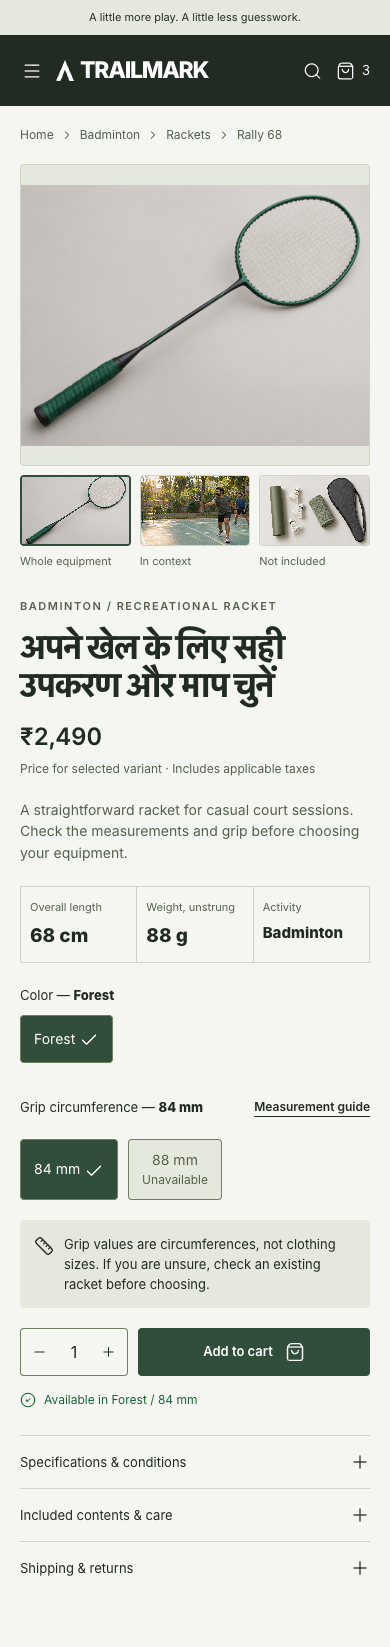 A little more play. A little less guesswork.
TRAILMARK
3
Home > Badminton > Rackets > Rally 68
Whole equipment
In context
Not included
BADMINTON / RECREATIONAL RACKET
अपने खेल के लिए सही
उपकरण और माप चुनें
₹2,490
Price for selected variant · Includes applicable taxes
A straightforward racket for casual court sessions.
Check the measurements and grip before choosing
your equipment.
Overall length
68 cm
Weight, unstrung
88 g
Activity
Badminton
Color — Forest
Forest
Grip circumference — 84 mm
Measurement guide
84 mm
88 mm
Unavailable
Grip values are circumferences, not clothing
sizes. If you are unsure, check an existing
racket before choosing.
1
Add to cart
Available in Forest / 84 mm
Specifications & conditions
Included contents & care
Shipping & returns